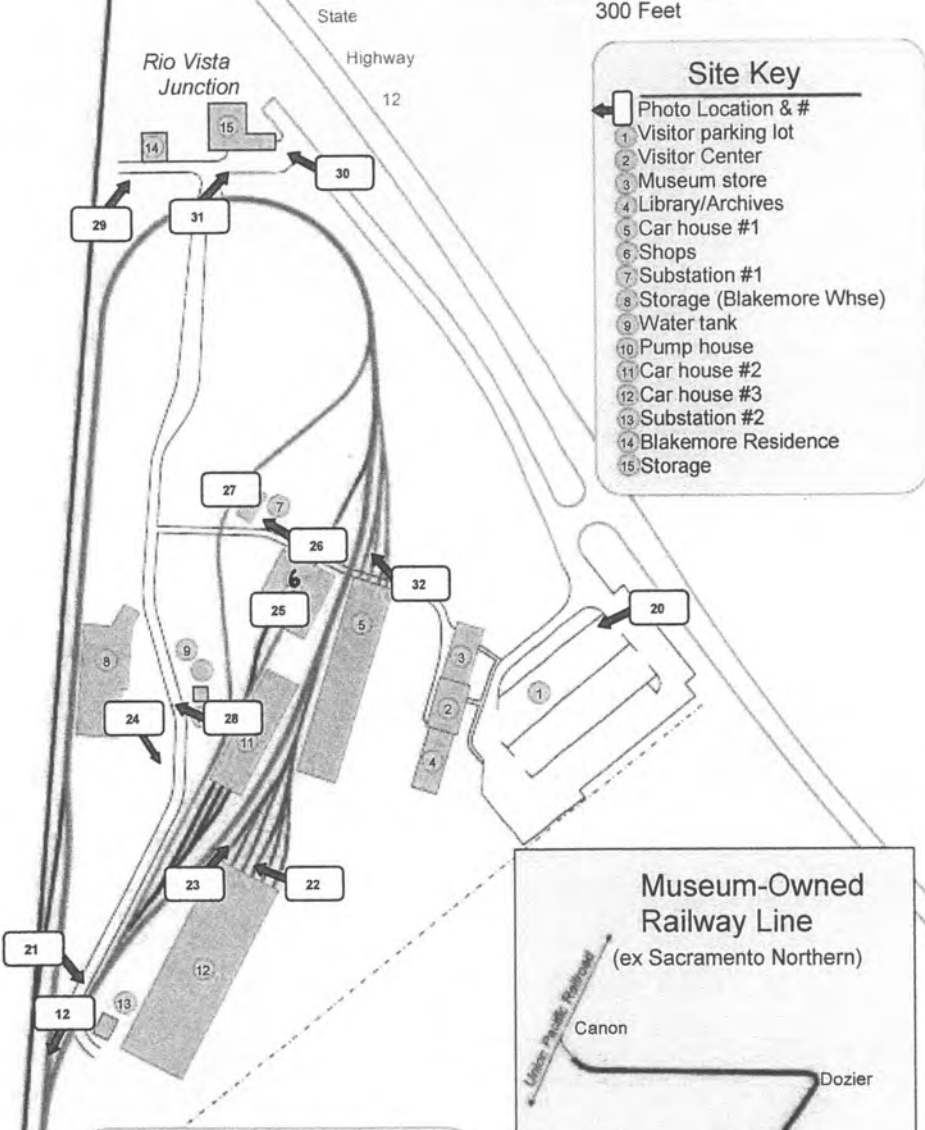 300 Feet
State
Highway
12
Rio Vista
Junction
Site Key
Photo Location & #
1 Visitor parking lot
2 Visitor Center
3 Museum store
4 Library/Archives
5 Car house #1
6 Shops
7 Substation #1
8 Storage (Blakemore Whse)
9 Water tank
10 Pump house
11 Car house #2
12 Car house #3
13 Substation #2
14 Blakemore Residence
15 Storage
15
14
30
29
31
27
7
26
6
32
25
5
20
3
8
9
1
2
24
28
11
4
23
22
21
12
12
13
Museum-Owned
Railway Line
(ex Sacramento Northern)
Union Pacific Railroad
Canon
Dozier